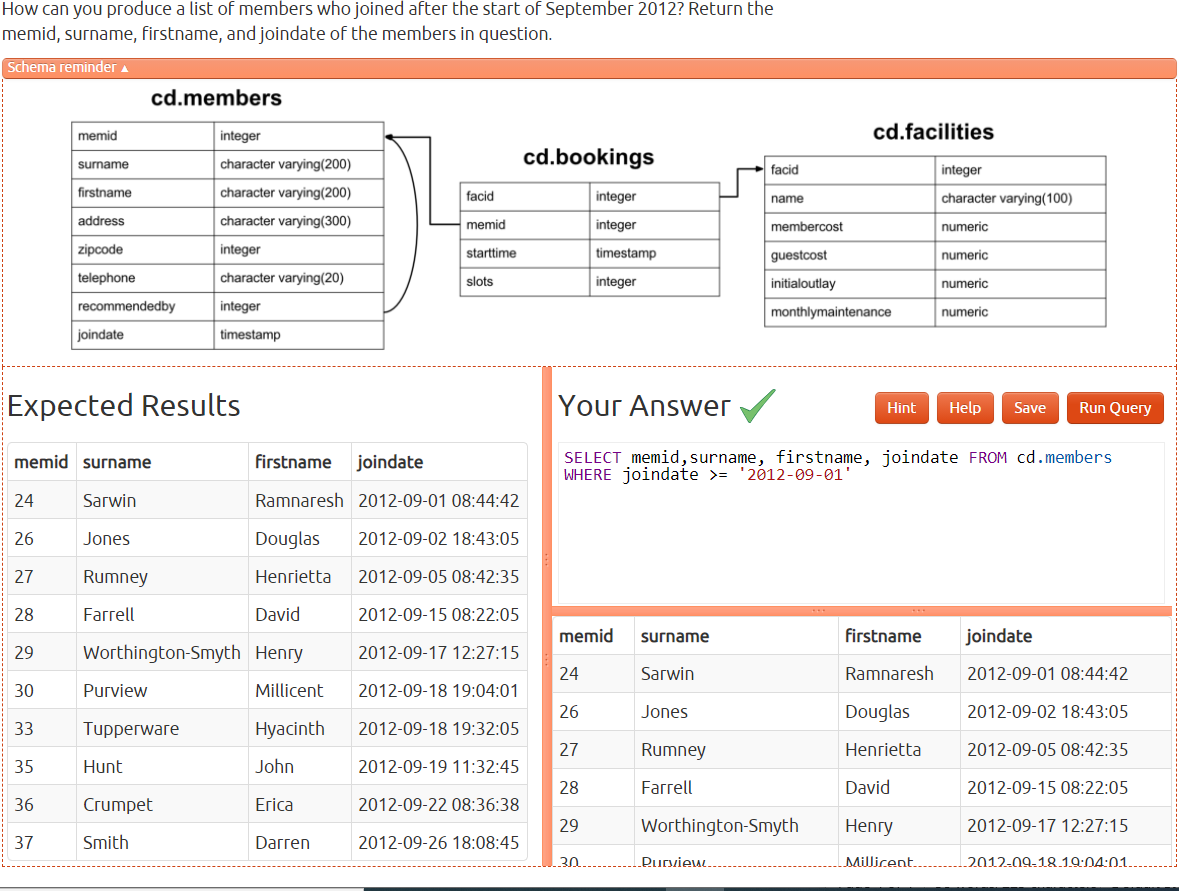 How can you produce a list of members who joined after the start of September 2012? Return the
memid, surname, firstname, and joindate of the members in question.
Schema reminder ▲
cd.members
memid integer
surname character varying(200)
firstname character varying(200)
address character varying(300)
zipcode integer
telephone character varying(20)
recommendedby integer
joindate timestamp
cd.bookings
facid integer
memid integer
starttime timestamp
slots integer
cd.facilities
facid integer
name character varying(100)
membercost numeric
guestcost numeric
initialoutlay numeric
monthlymaintenance numeric
Expected Results
memid surname firstname joindate
24 Sarwin Ramnaresh 2012-09-01 08:44:42
26 Jones Douglas 2012-09-02 18:43:05
27 Rumney Henrietta 2012-09-05 08:42:35
28 Farrell David 2012-09-15 08:22:05
29 Worthington-Smyth Henry 2012-09-17 12:27:15
30 Purview Millicent 2012-09-18 19:04:01
33 Tupperware Hyacinth 2012-09-18 19:32:05
35 Hunt John 2012-09-19 11:32:45
36 Crumpet Erica 2012-09-22 08:36:38
37 Smith Darren 2012-09-26 18:08:45
Your Answer
Hint Help Save Run Query
SELECT memid,surname, firstname, joindate FROM cd.members
WHERE joindate >= '2012-09-01'
memid surname firstname joindate
24 Sarwin Ramnaresh 2012-09-01 08:44:42
26 Jones Douglas 2012-09-02 18:43:05
27 Rumney Henrietta 2012-09-05 08:42:35
28 Farrell David 2012-09-15 08:22:05
29 Worthington-Smyth Henry 2012-09-17 12:27:15
30 Purview Millicent 2012-09-18 19:04:01